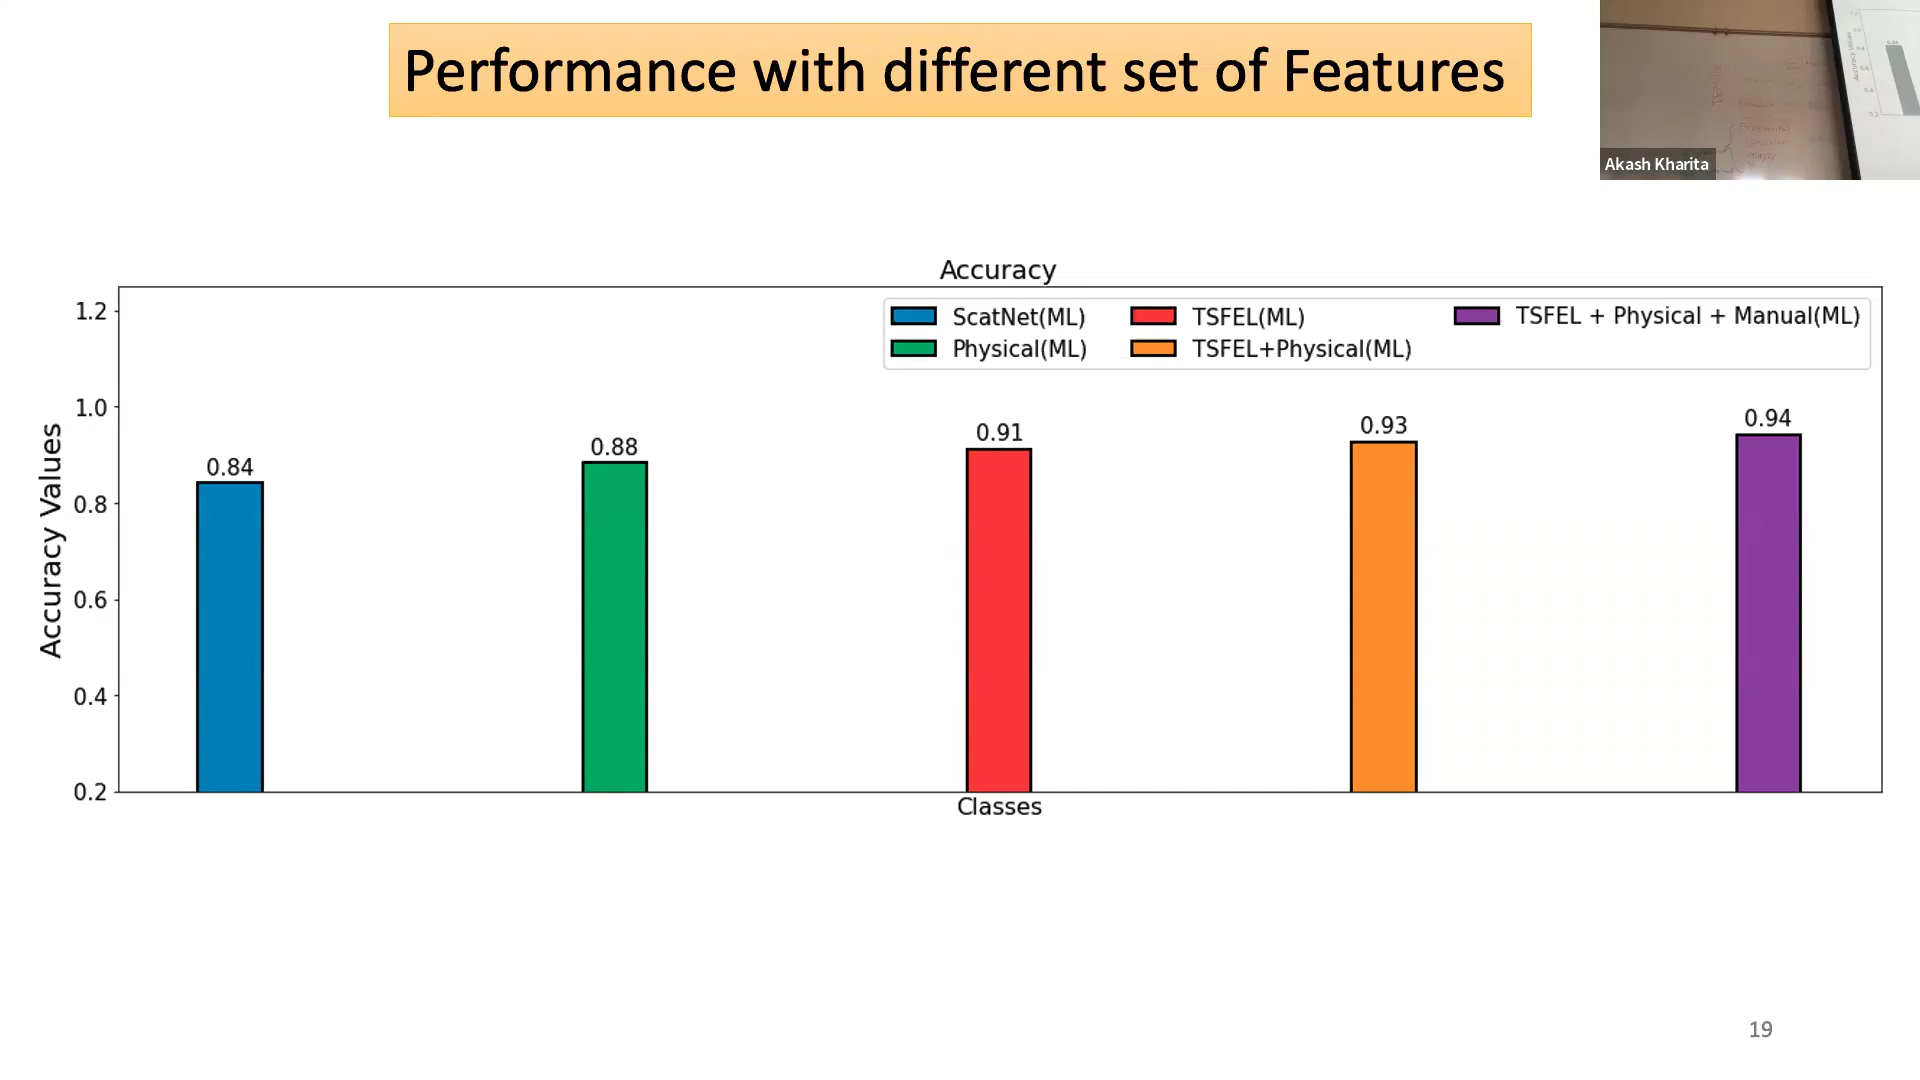 Performance with different set of Features
Akash Kharita
Accuracy
ScatNet(ML)
Physical(ML)
TSFEL(ML)
TSFEL+Physical(ML)
TSFEL + Physical + Manual(ML)
Accuracy Values
1.2
1.0
0.8
0.6
0.4
0.2
0.84
0.88
0.91
0.93
0.94
Classes
19